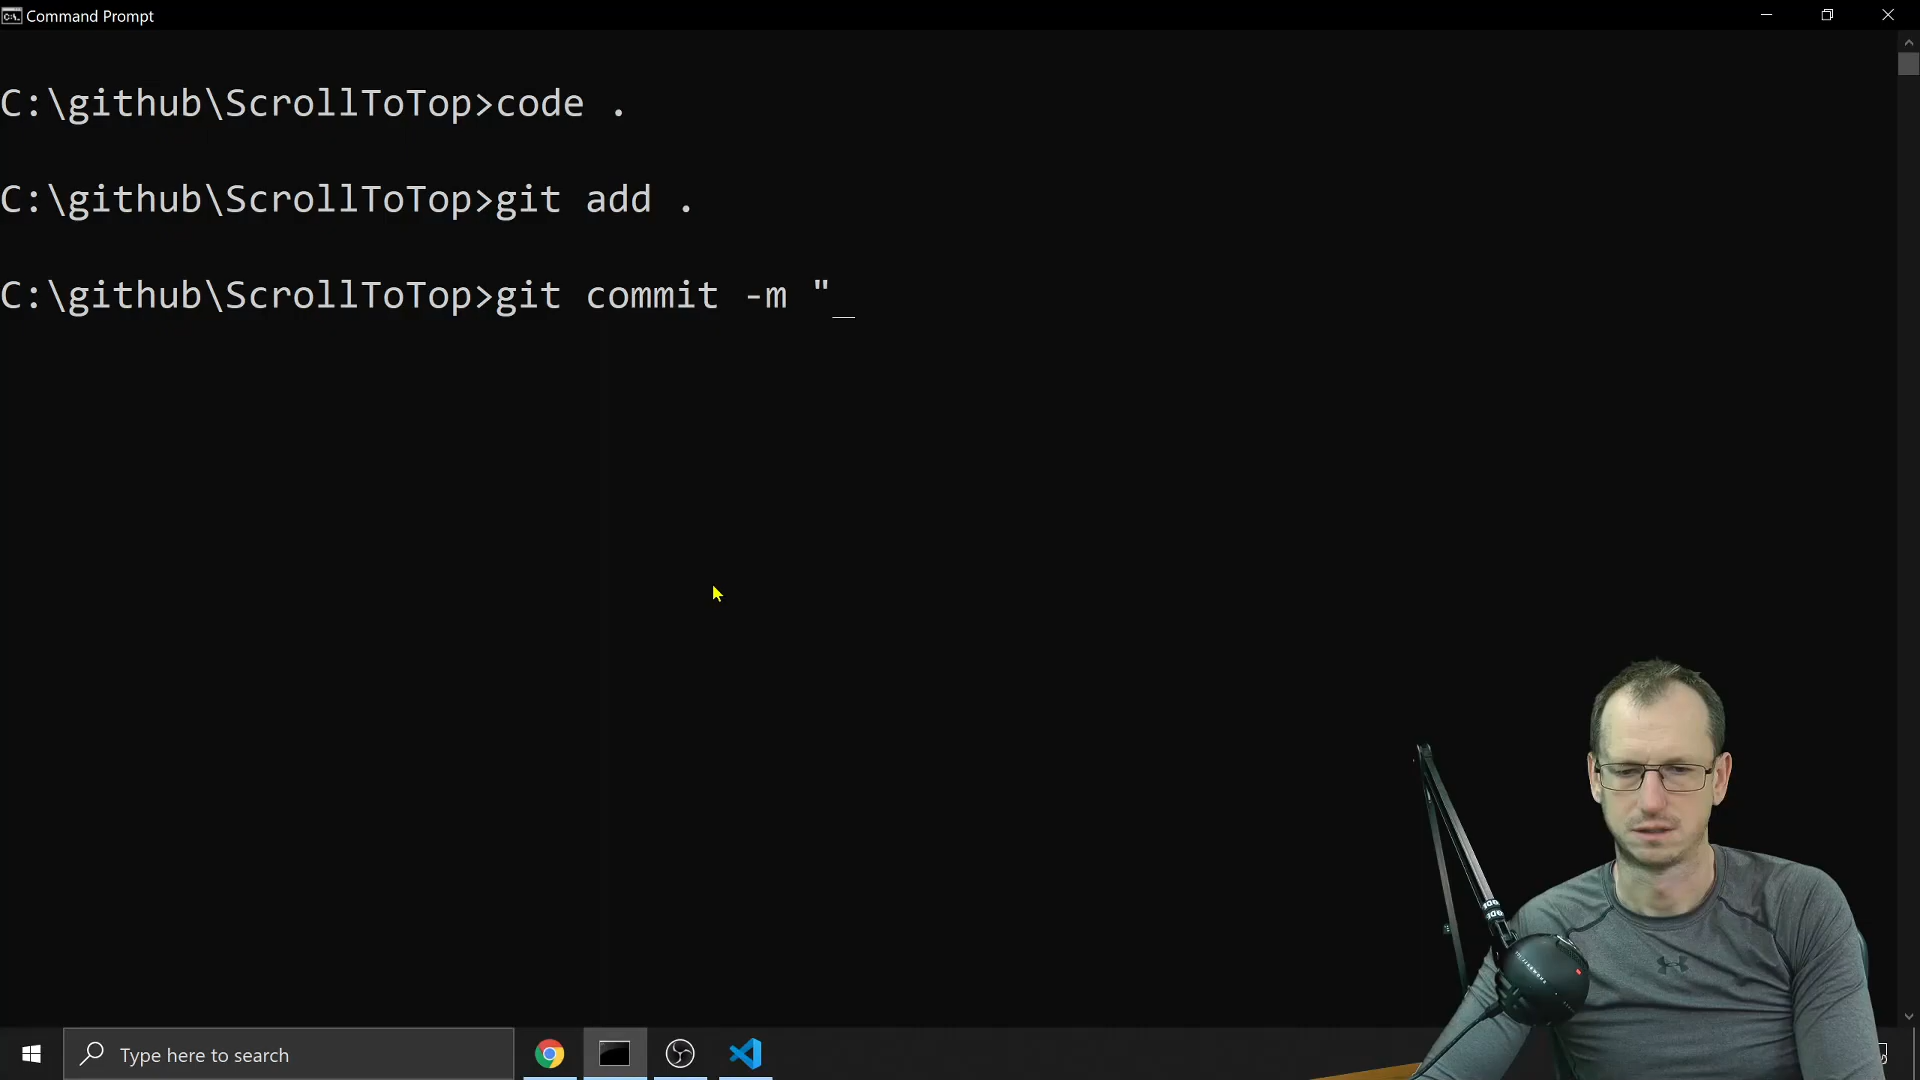 Command Prompt
C:\github\ScrollToTop>code .
C:\github\ScrollToTop>git add .
C:\github\ScrollToTop>git commit -m "_
Type here to search